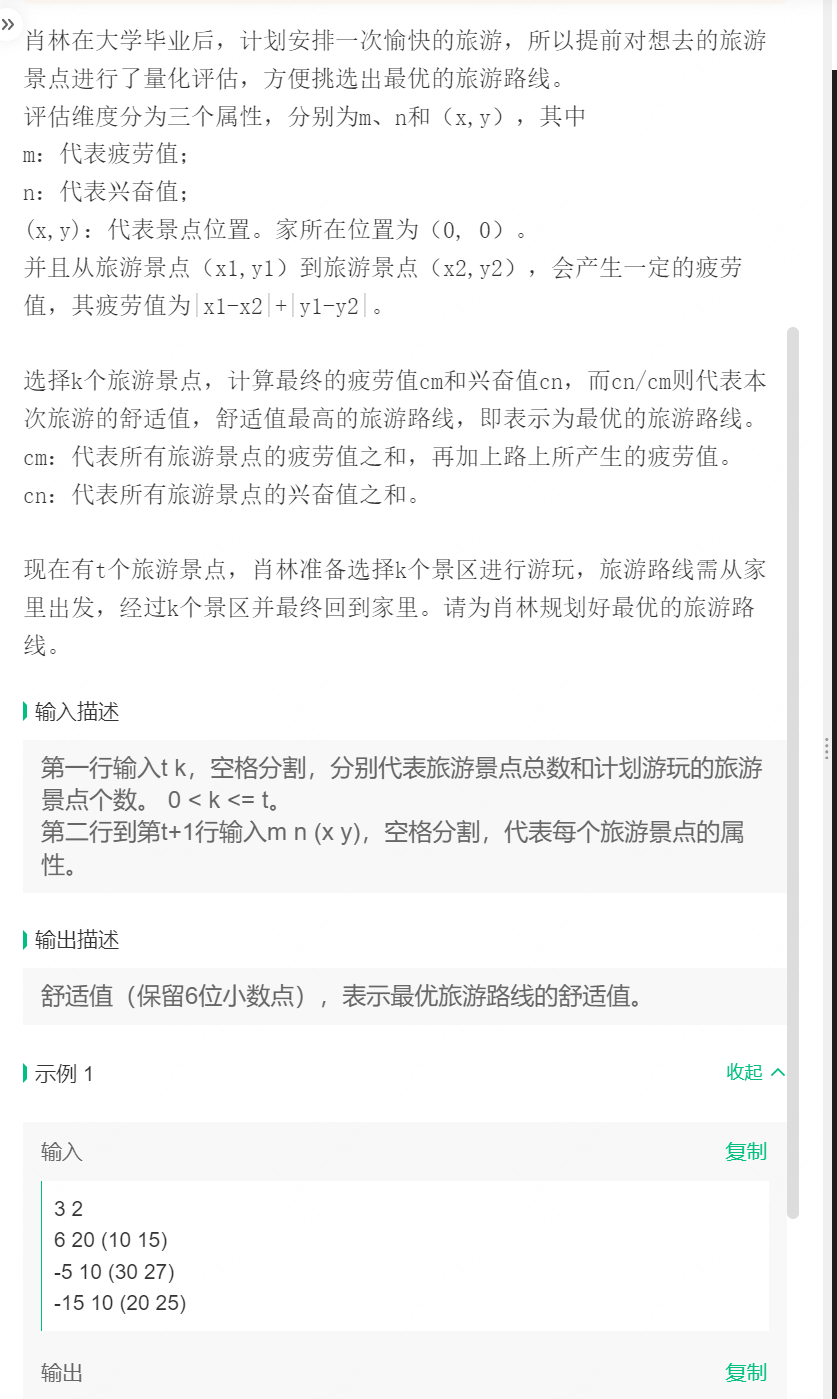 »
肖林在大学毕业后，计划安排一次愉快的旅游，所以提前对想去的旅游
景点进行了量化评估，方便挑选出最优的旅游路线。
评估维度分为三个属性，分别为m、n和（x,y），其中
m：代表疲劳值；
n：代表兴奋值；
(x,y)：代表景点位置。家所在位置为（0, 0）。
并且从旅游景点（x1,y1）到旅游景点（x2,y2），会产生一定的疲劳
值，其疲劳值为|x1-x2|+|y1-y2|。
选择k个旅游景点，计算最终的疲劳值cm和兴奋值cn，而cn/cm则代表本
次旅游的舒适值，舒适值最高的旅游路线，即表示为最优的旅游路线。
cm：代表所有旅游景点的疲劳值之和，再加上路上所产生的疲劳值。
cn：代表所有旅游景点的兴奋值之和。
现在有t个旅游景点，肖林准备选择k个景区进行游玩，旅游路线需从家
里出发，经过k个景区并最终回到家里。请为肖林规划好最优的旅游路
线。
输入描述
第一行输入t k，空格分割，分别代表旅游景点总数和计划游玩的旅游
景点个数。 0 < k <= t。
第二行到第t+1行输入m n (x y)，空格分割，代表每个旅游景点的属
性。
输出描述
舒适值（保留6位小数点），表示最优旅游路线的舒适值。
示例 1
收起
输入
复制
3 2
6 20 (10 15)
-5 10 (30 27)
-15 10 (20 25)
输出
复制